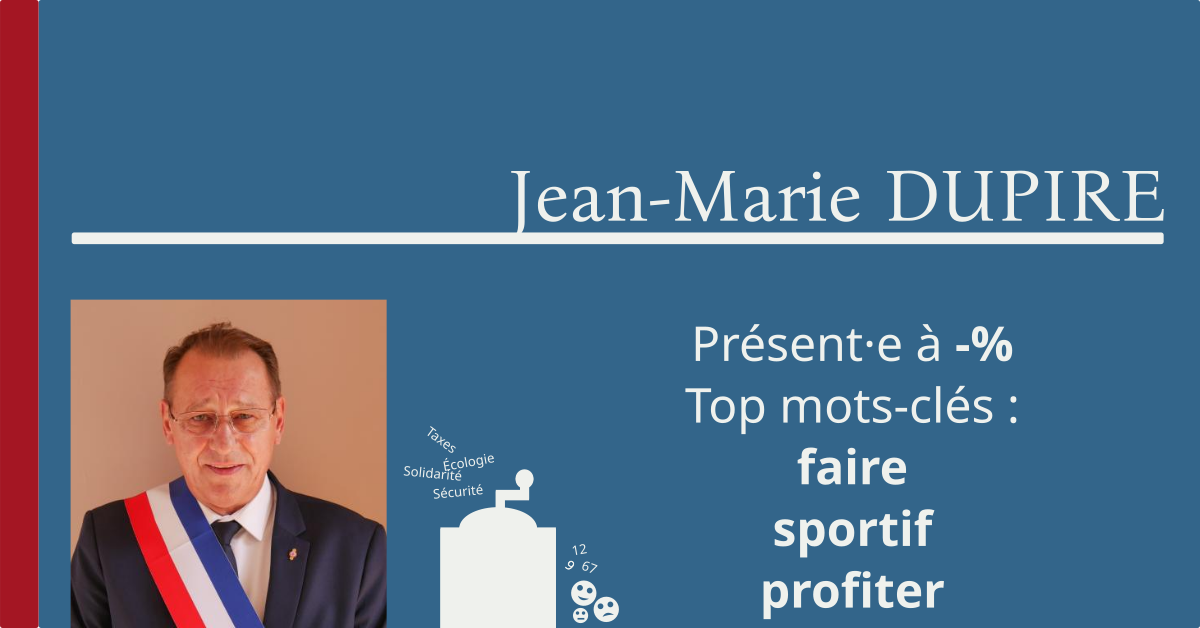 Jean-Marie DUPIRE
Présent·e à -%
Top mots-clés :
faire
sportif
profiter
Taxes
Écologie
Solidarité
Sécurité
12
9 67